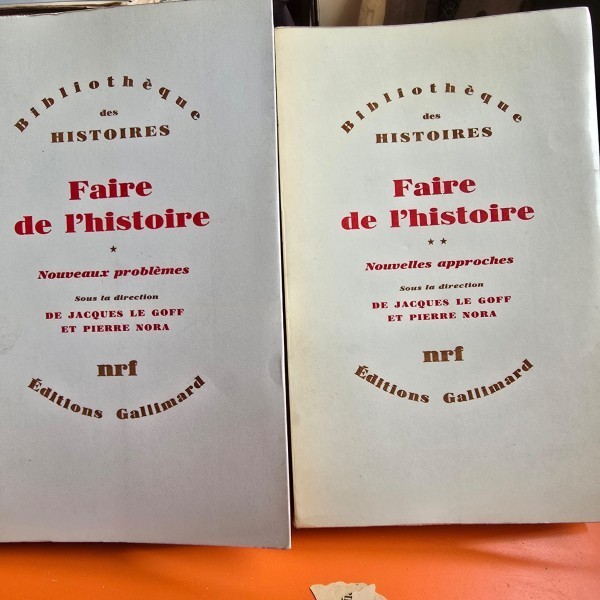 Bibliothèque
des
HISTOIRES
Faire
de l'histoire
*
Nouveaux problèmes
Sous la direction
DE JACQUES LE GOFF
ET PIERRE NORA
nrf
Éditions Gallimard
Bibliothèque
des
HISTOIRES
Faire
de l'histoire
**
Nouvelles approches
Sous la direction
DE JACQUES LE GOFF
ET PIERRE NORA
nrf
Éditions Gallimard